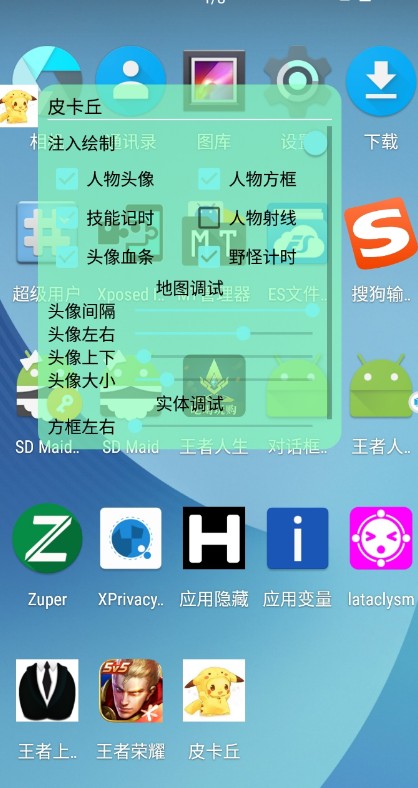 皮卡丘
注入绘制
人物头像 人物方框
技能记时 人物射线
头像血条 野怪计时
地图调试
头像间隔
头像左右
头像上下
头像大小
实体调试
方框左右
通讯录 图库 下载
超级用户 Xposed I.. MT管理器 ES文件.. 搜狗输..
SD Maid.. SD Maid 王者人生 对话框.. 王者人..
Zuper XPrivacy.. 应用隐藏 应用变量 lataclysm
5v5
王者上.. 王者荣耀 皮卡丘